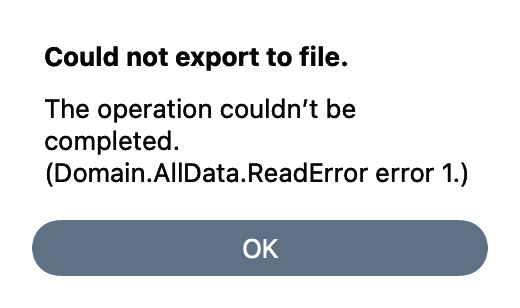 Could not export to file.
The operation couldn’t be
completed.
(Domain.AllData.ReadError error 1.)
OK